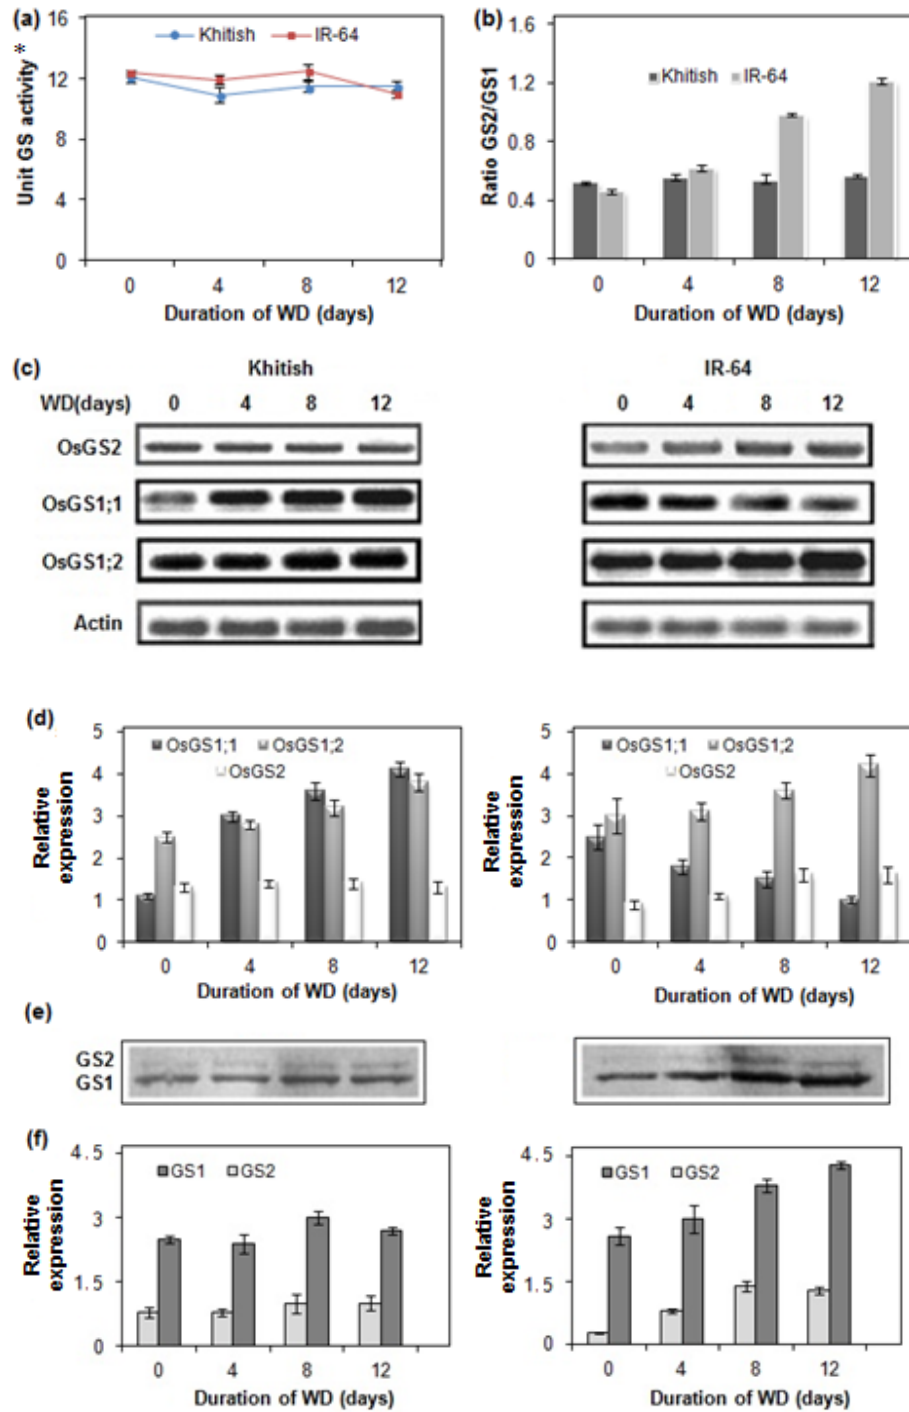 (a)
16
12
8
4
0
Unit GS activity *
Khitish IR-64
0 4 8 12
Duration of WD (days)
(b)
1.6
1.2
0.8
0.4
0
Ratio GS2/GS1
Khitish IR-64
0 4 8 12
Duration of WD (days)
(c)
Khitish
IR-64
WD(days) 0 4 8 12
0 4 8 12
OsGS2
OsGS1;1
OsGS1;2
Actin
(d)
5
4
3
2
1
0
Relative
expression
OsGS1;1 OsGS1;2
OsGS2
0 4 8 12
Duration of WD (days)
5
4
3
2
1
0
Relative
expression
OsGS1;1 OsGS1;2
OsGS2
0 4 8 12
Duration of WD (days)
(e)
GS2
GS1
(f)
4.5
3
1.5
0
Relative
expression
GS1 GS2
0 4 8 12
Duration of WD (days)
4.5
3
1.5
0
Relative
expression
GS1 GS2
0 4 8 12
Duration of WD (days)